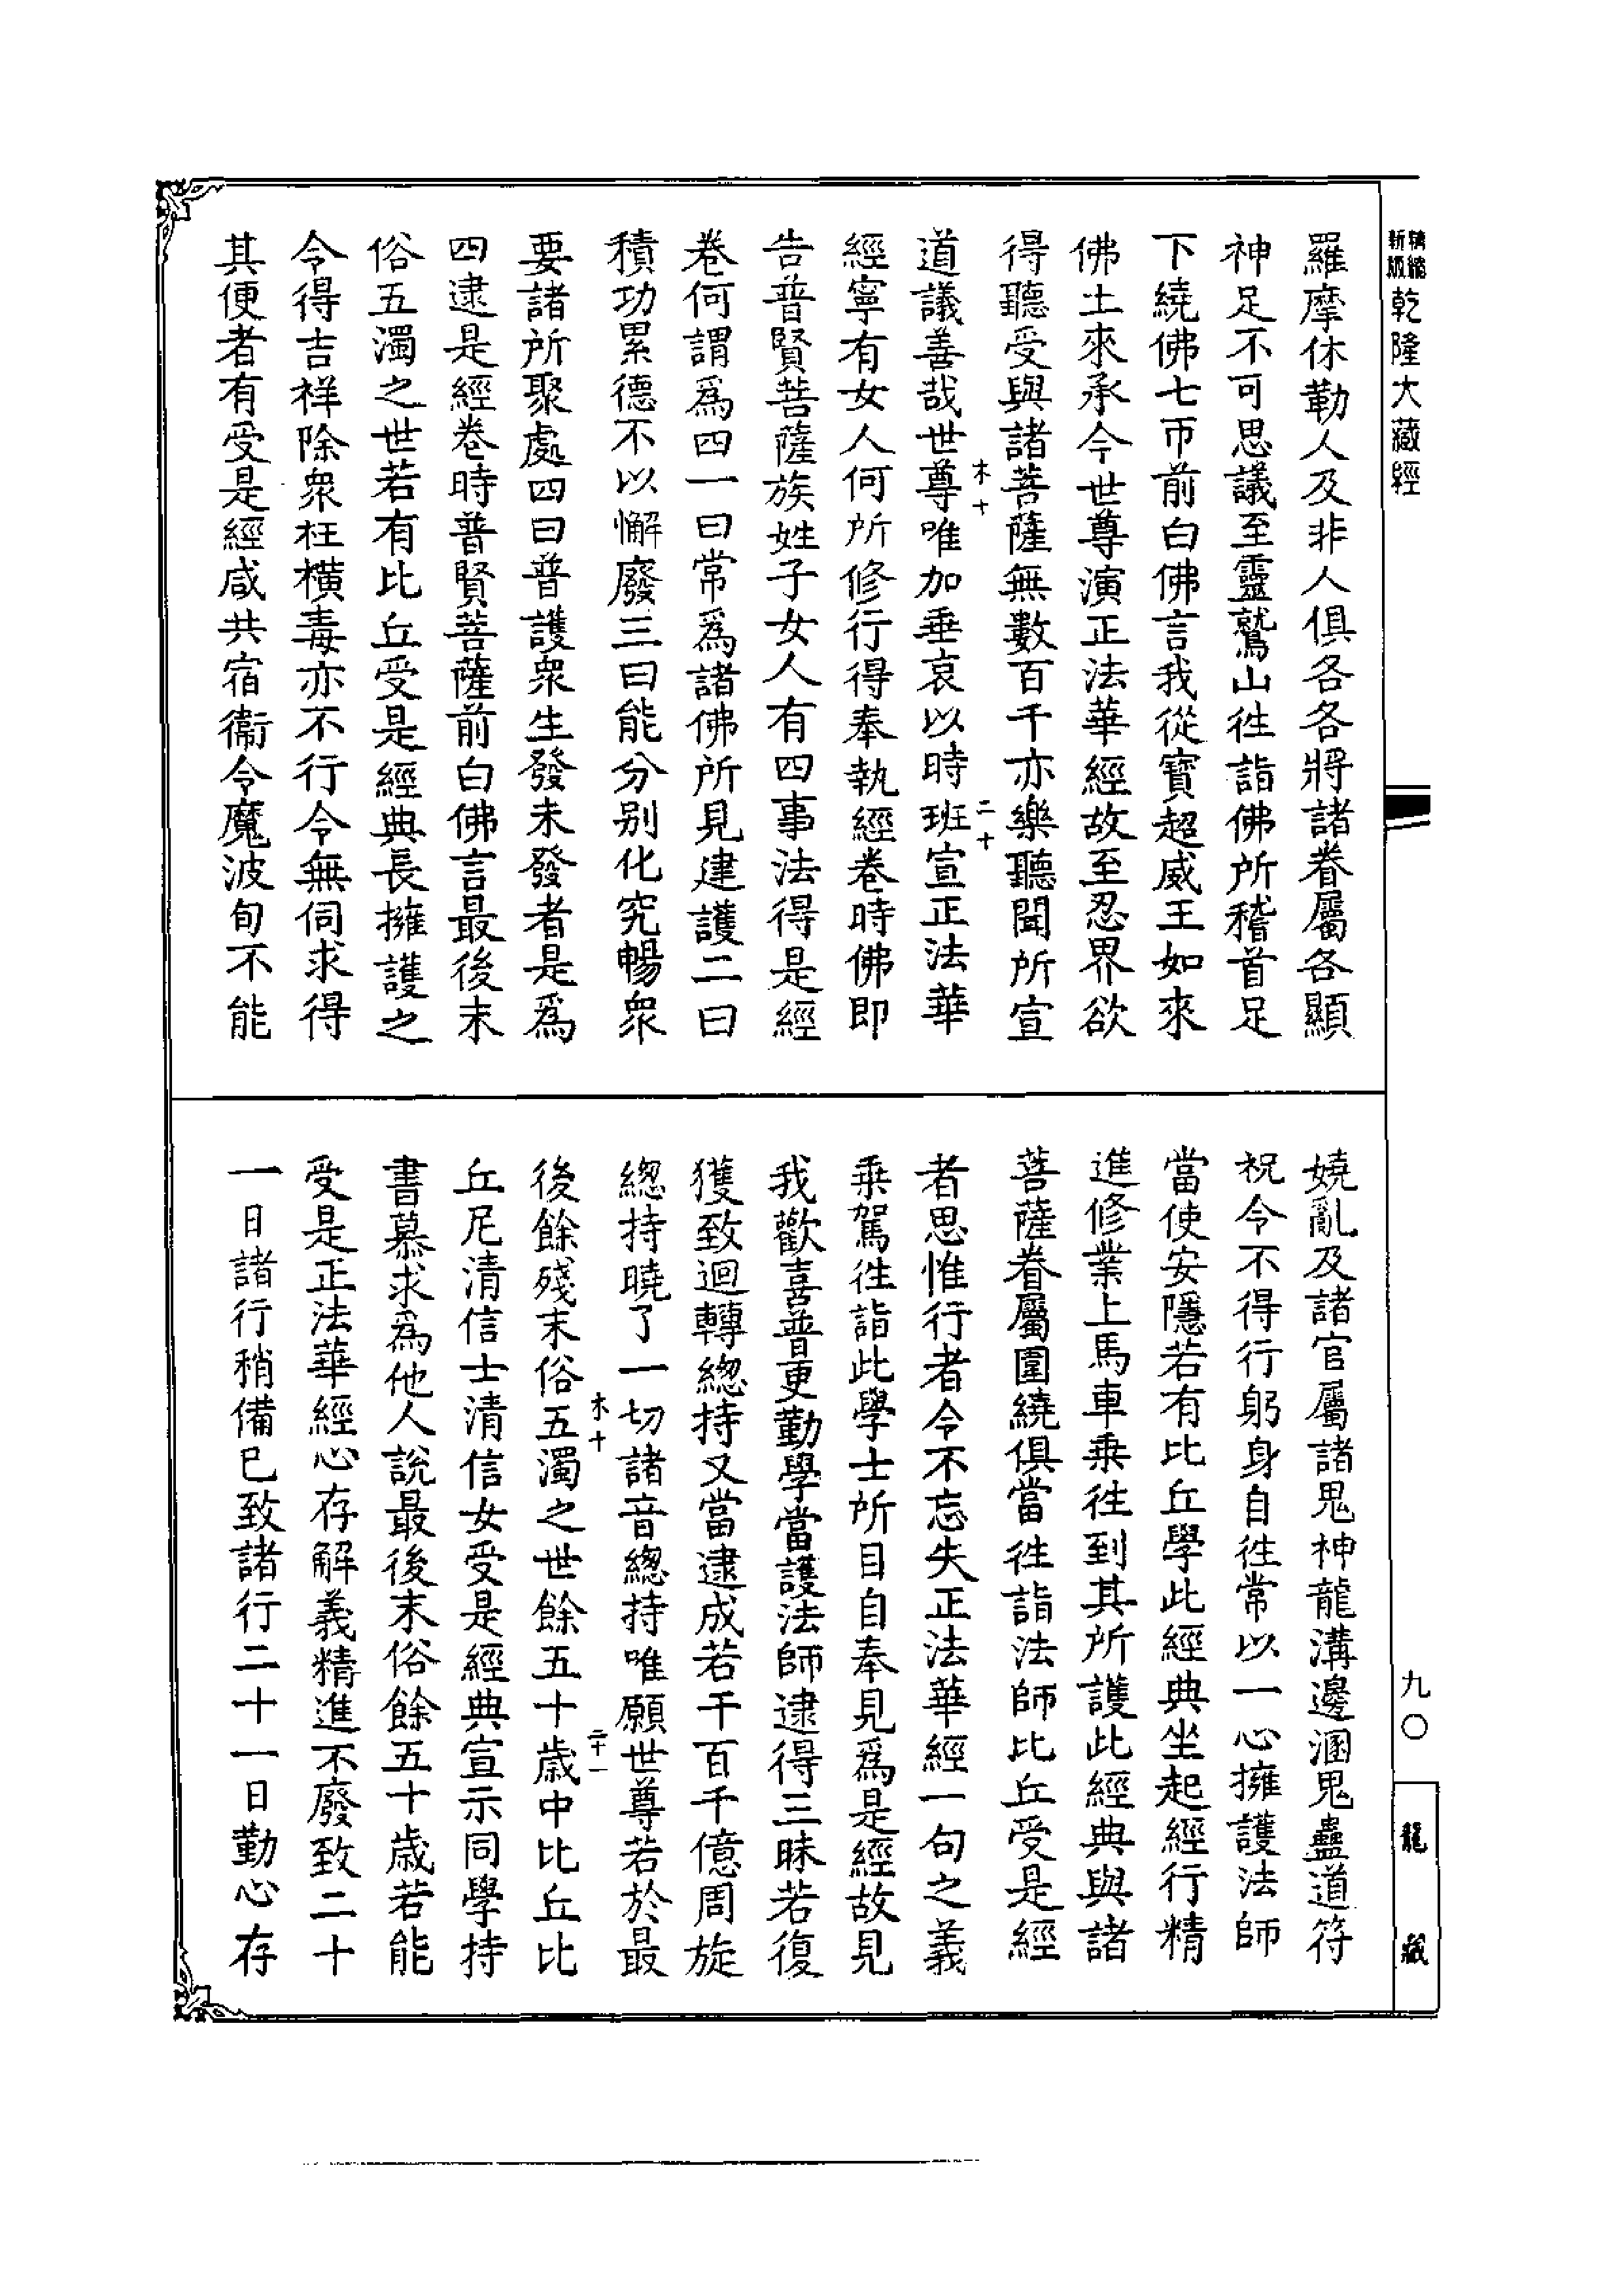 精縮
新版
乾隆大藏經
羅摩休勒人及非人俱各各將諸眷屬各顯
神足不可思議至靈鷲山徃詣佛所稽首足
下繞佛七帀前白佛言我從寶超威王如來
佛土來承今世尊演正法華經故至忍界欲
得聽受與諸菩薩無數百千亦樂聽聞所宣
木十
二十
道議善哉世尊唯加垂哀以時班宣正法華
經寧有女人何所修行得奉執經卷時佛即
告普賢菩薩族姓子女人有四事法得是經
卷何謂爲四一曰常爲諸佛所見建護二曰
積功累德不以懈廢三曰能分别化究暢衆
要諸所聚處四曰普護衆生發未發者是爲
四逮是經卷時普賢菩薩前白佛言最後末
俗五濁之世若有比丘受是經典長擁護之
令得吉祥除衆枉橫毒亦不行令無伺求得
其便者有受是經咸共宿衞令魔波旬不能
嬈亂及諸官屬諸鬼神龍溝邊溷鬼蠱道符
祝令不得行躬身自徃常以一心擁護法師
當使安隱若有比丘學此經典坐起經行精
進修業上馬車乗徃到其所護此經典與諸
菩薩眷屬圍繞俱當徃詣法師比丘受是經
者思惟行者令不忘失正法華經一句之義
乗駕徃詣此學士所目自奉見爲是經故見
我歡喜普更勤學當護法師逮得三昧若復
獲致迴轉總持又當逮成若干百千億周旋
總持曉了一切諸音總持唯願世尊若於最
木十
二十一
後餘殘末俗五濁之世餘五十歳中比丘比
丘尼清信士清信女受是經典宣示同學持
書慕求爲他人說最後末俗餘五十歳若能
受是正法華經心存解義精進不廢致二十
一日諸行稍備已致諸行二十一日勤心存
九〇
龍藏